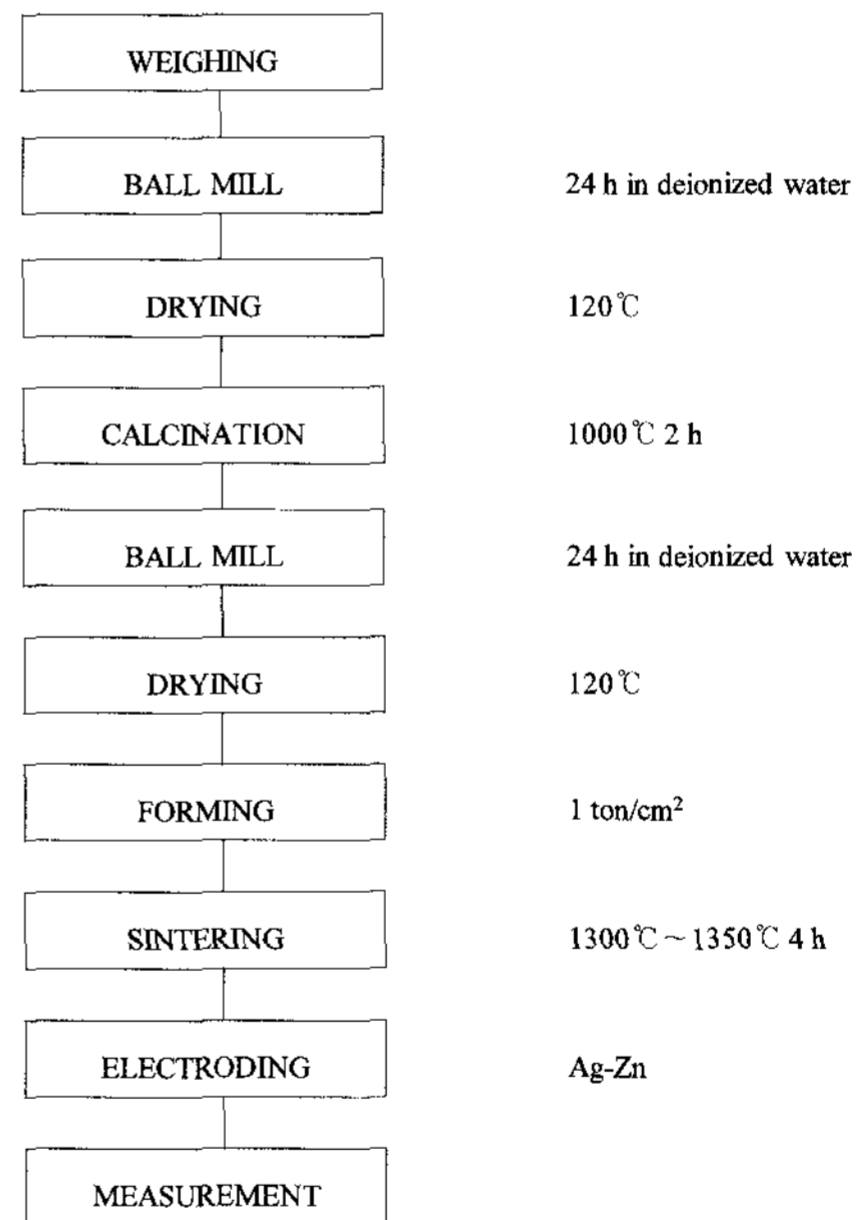 WEIGHING
BALL MILL 24 h in deionized water
DRYING 120℃
CALCINATION 1000℃ 2 h
BALL MILL 24 h in deionized water
DRYING 120℃
FORMING 1 ton/cm²
SINTERING 1300℃～1350℃ 4 h
ELECTRODING Ag-Zn
MEASUREMENT